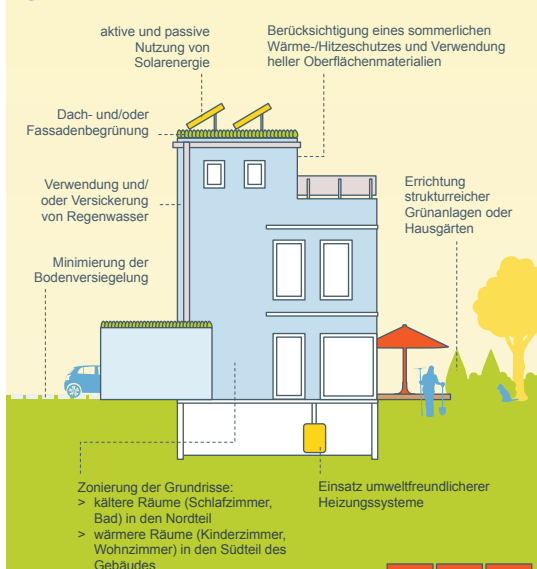 aktive und passive
Nutzung von
Solarenergie
Berücksichtigung eines sommerlichen
Wärme-/Hitzeschutzes und Verwendung
heller Oberflächenmaterialien
Dach- und/oder
Fassadenbegrünung
Verwendung und/
oder Versickerung
von Regenwasser
Errichtung
strukturreicher
Grünanlagen oder
Hausgärten
Minimierung der
Bodenversiegelung
Zonierung der Grundrisse:
> kältere Räume (Schlafzimmer,
Bad) in den Nordteil
> wärmere Räume (Kinderzimmer,
Wohnzimmer) in den Südteil des
Gebäudes
Einsatz umweltfreundlicherer
Heizungssysteme